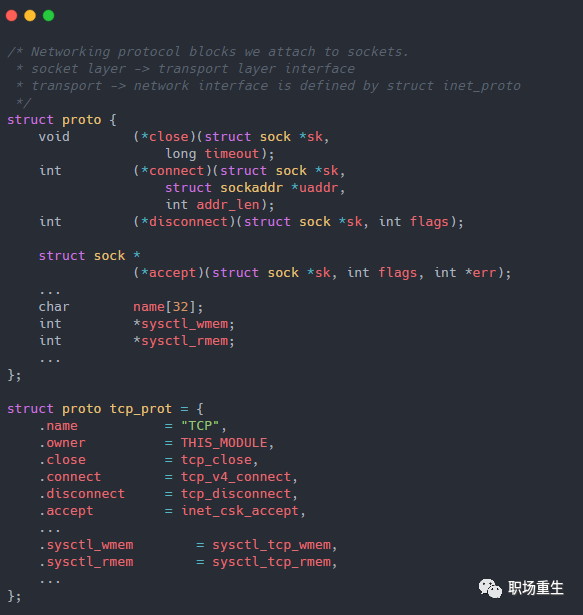 /* Networking protocol blocks we attach to sockets.
 * socket layer -> transport layer interface
 * transport -> network interface is defined by struct inet_proto
 */
struct proto {
    void        (*close)(struct sock *sk,
                    long timeout);
    int         (*connect)(struct sock *sk,
                    struct sockaddr *uaddr,
                    int addr_len);
    int         (*disconnect)(struct sock *sk, int flags);

    struct sock *
                (*accept)(struct sock *sk, int flags, int *err);
    ...
    char        name[32];
    int         *sysctl_wmem;
    int         *sysctl_rmem;
    ...
};

struct proto tcp_prot = {
    .name           = "TCP",
    .owner          = THIS_MODULE,
    .close          = tcp_close,
    .connect        = tcp_v4_connect,
    .disconnect     = tcp_disconnect,
    .accept         = inet_csk_accept,
    ...
    .sysctl_wmem        = sysctl_tcp_wmem,
    .sysctl_rmem        = sysctl_tcp_rmem,
    ...
};
职场重生